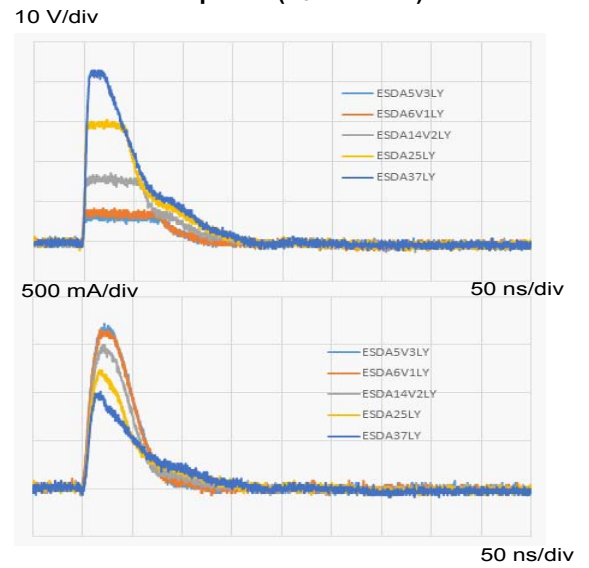 10 V/div
ESDA5V3LY
ESDA6V1LY
ESDA14V2LY
ESDA25LY
ESDA37LY
500 mA/div
50 ns/div
ESDA5V3LY
ESDA6V1LY
ESDA14V2LY
ESDA25LY
ESDA37LY
50 ns/div